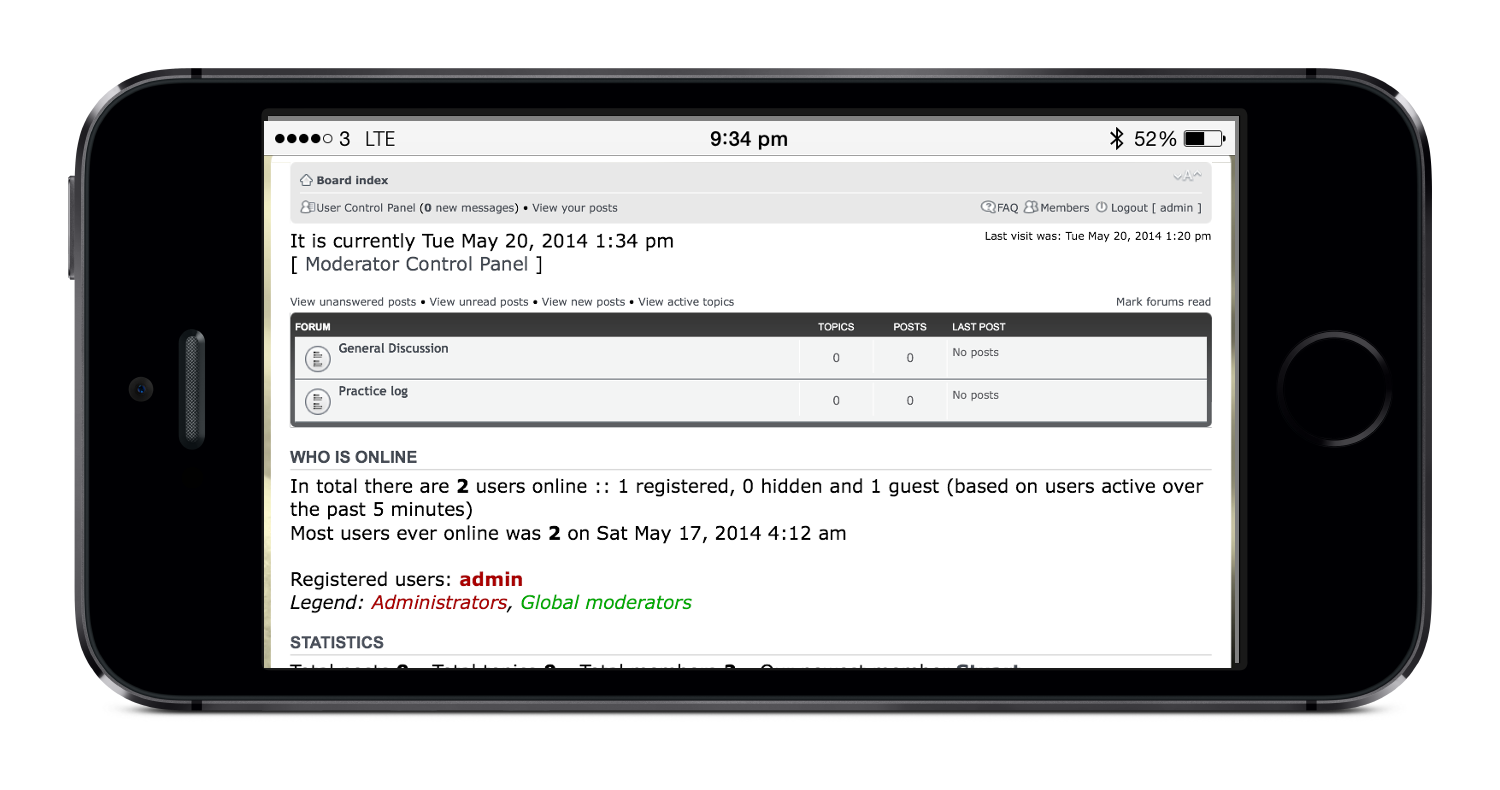 3 LTE 9:34 pm 52%
Board index A
User Control Panel (0 new messages) • View your posts FAQ Members Logout [ admin ]
It is currently Tue May 20, 2014 1:34 pm Last visit was: Tue May 20, 2014 1:20 pm
[ Moderator Control Panel ]
View unanswered posts • View unread posts • View new posts • View active topics Mark forums read
FORUM TOPICS POSTS LAST POST
General Discussion 0 0 No posts
Practice log 0 0 No posts
WHO IS ONLINE
In total there are 2 users online :: 1 registered, 0 hidden and 1 guest (based on users active over
the past 5 minutes)
Most users ever online was 2 on Sat May 17, 2014 4:12 am
Registered users: admin
Legend: Administrators, Global moderators
STATISTICS
Total posts Total topics Total members